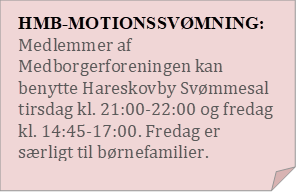 HMB-MOTIONSSVØMNING:
Medlemmer af
Medborgerforeningen kan
benytte Hareskovby Svømmesal
tirsdag kl. 21:00-22:00 og fredag
kl. 14:45-17:00. Fredag er
særligt til børnefamilier.